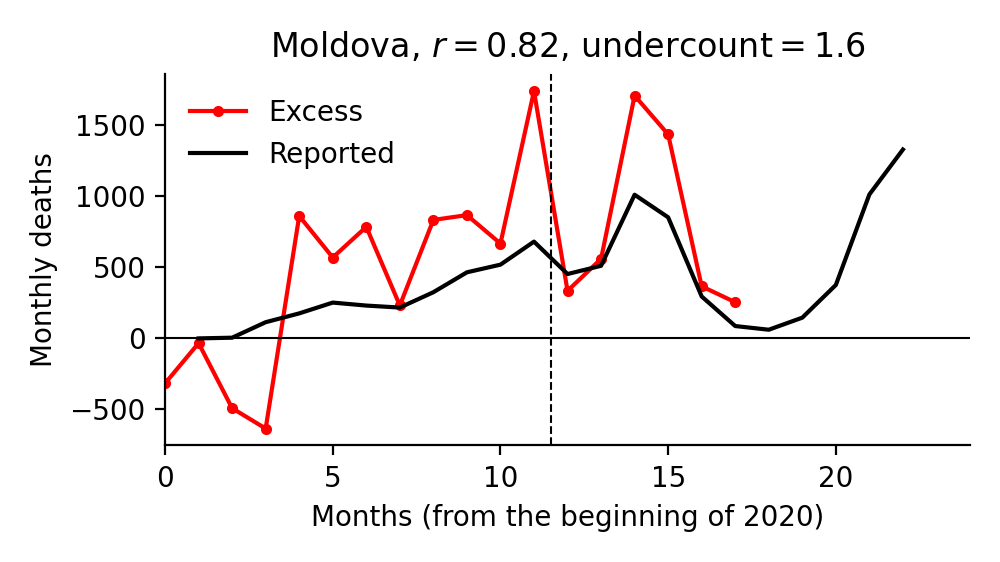 Moldova, r = 0.82, undercount = 1.6
Excess
Reported
Monthly deaths
1500
1000
500
0
−500
0 5 10 15 20
Months (from the beginning of 2020)